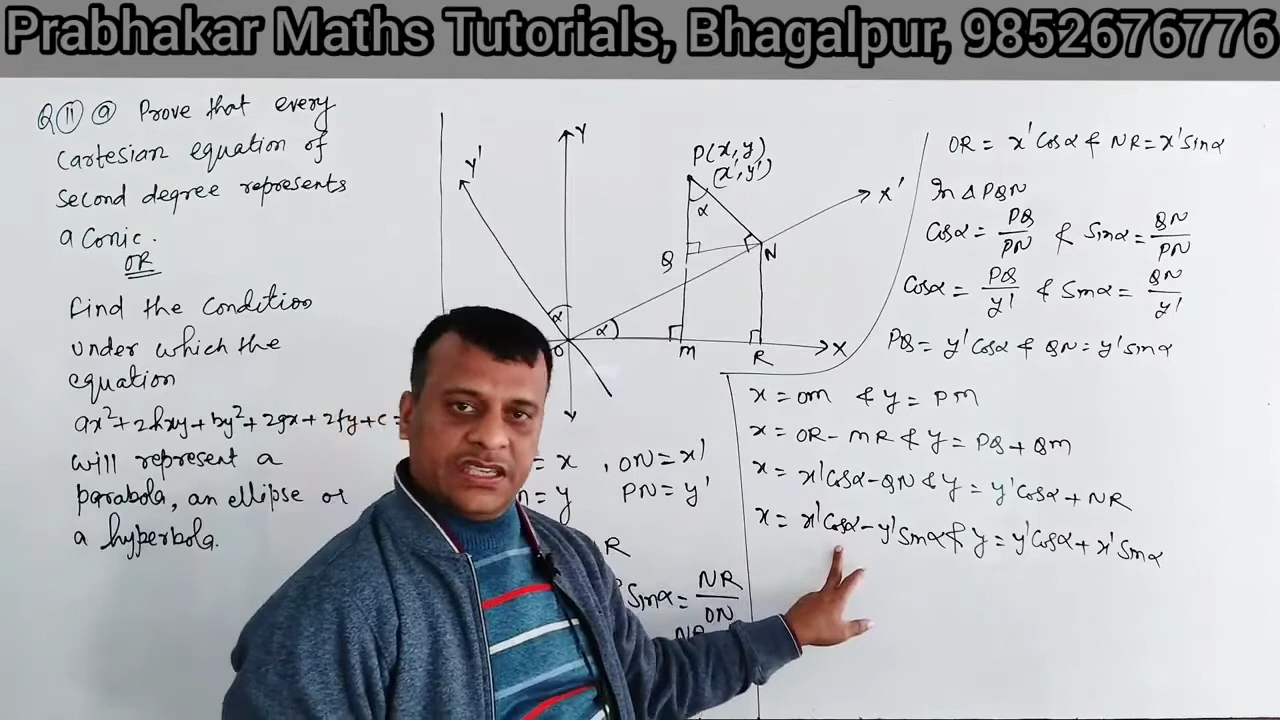 Prabhakar Maths Tutorials, Bhagalpur, 9852676776
Q 11 a Prove that every
Cartesian equation of
second degree represents
a conic.
OR
Find the condition
under which the
equation
ax²+2hxy+by²+2gx+2fy+c=
will represent a
parabola, an ellipse or
a hyperbola.
Y'
Y
P(x,y)
(x',y')
X'
α
Q
N
α
α
O
M
R
X
= x , ON = x'
= y PN = y'
R
Sinα = NR/ON
NR
OR = x'Cosα & NR = x'Sinα
In Δ PQN
Cosα = PQ/PN & Sinα = QN/PN
Cosα = PQ/y' & Sinα = QN/y'
PQ = y'Cosα & QN = y'Sinα
x = OM & y = PM
x = OR - MR & y = PQ + QM
x = x'Cosα - QN & y = y'Cosα + NR
x = x'Cosα - y'Sinα & y = y'Cosα + x'Sinα